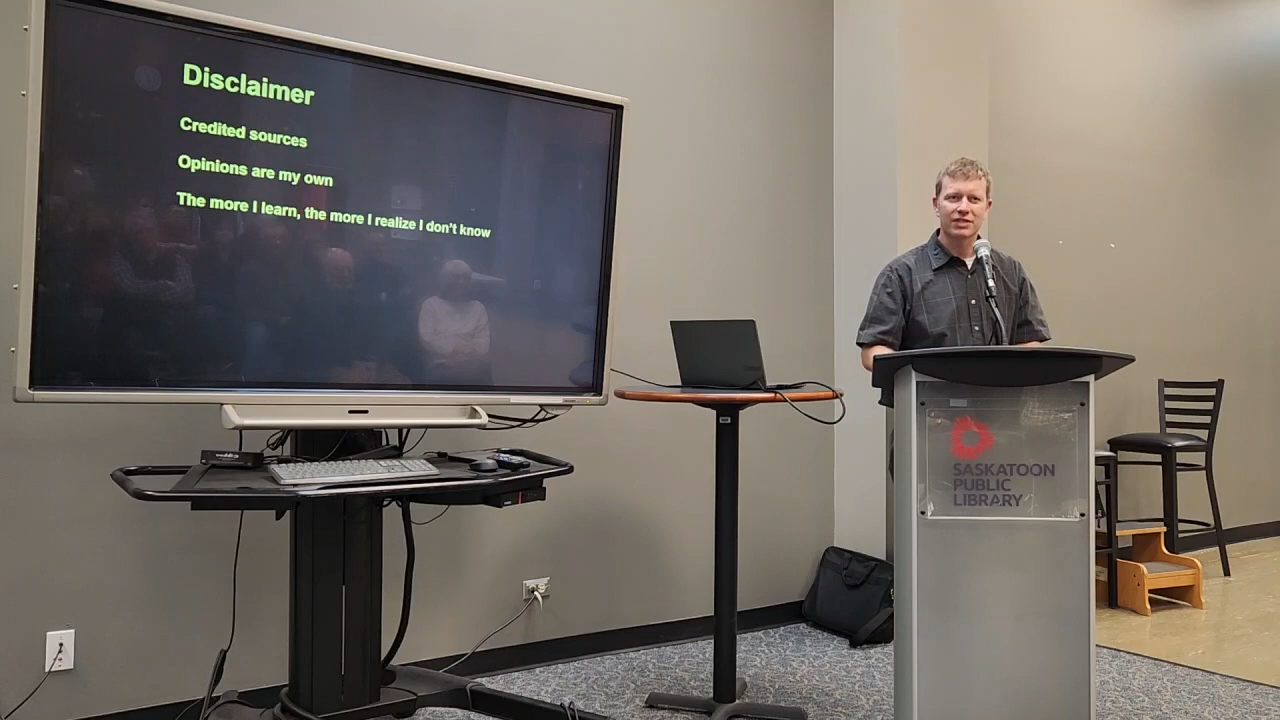 Disclaimer
Credited sources
Opinions are my own
The more I learn, the more I realize I don't know
SASKATOON
PUBLIC
LIBRARY